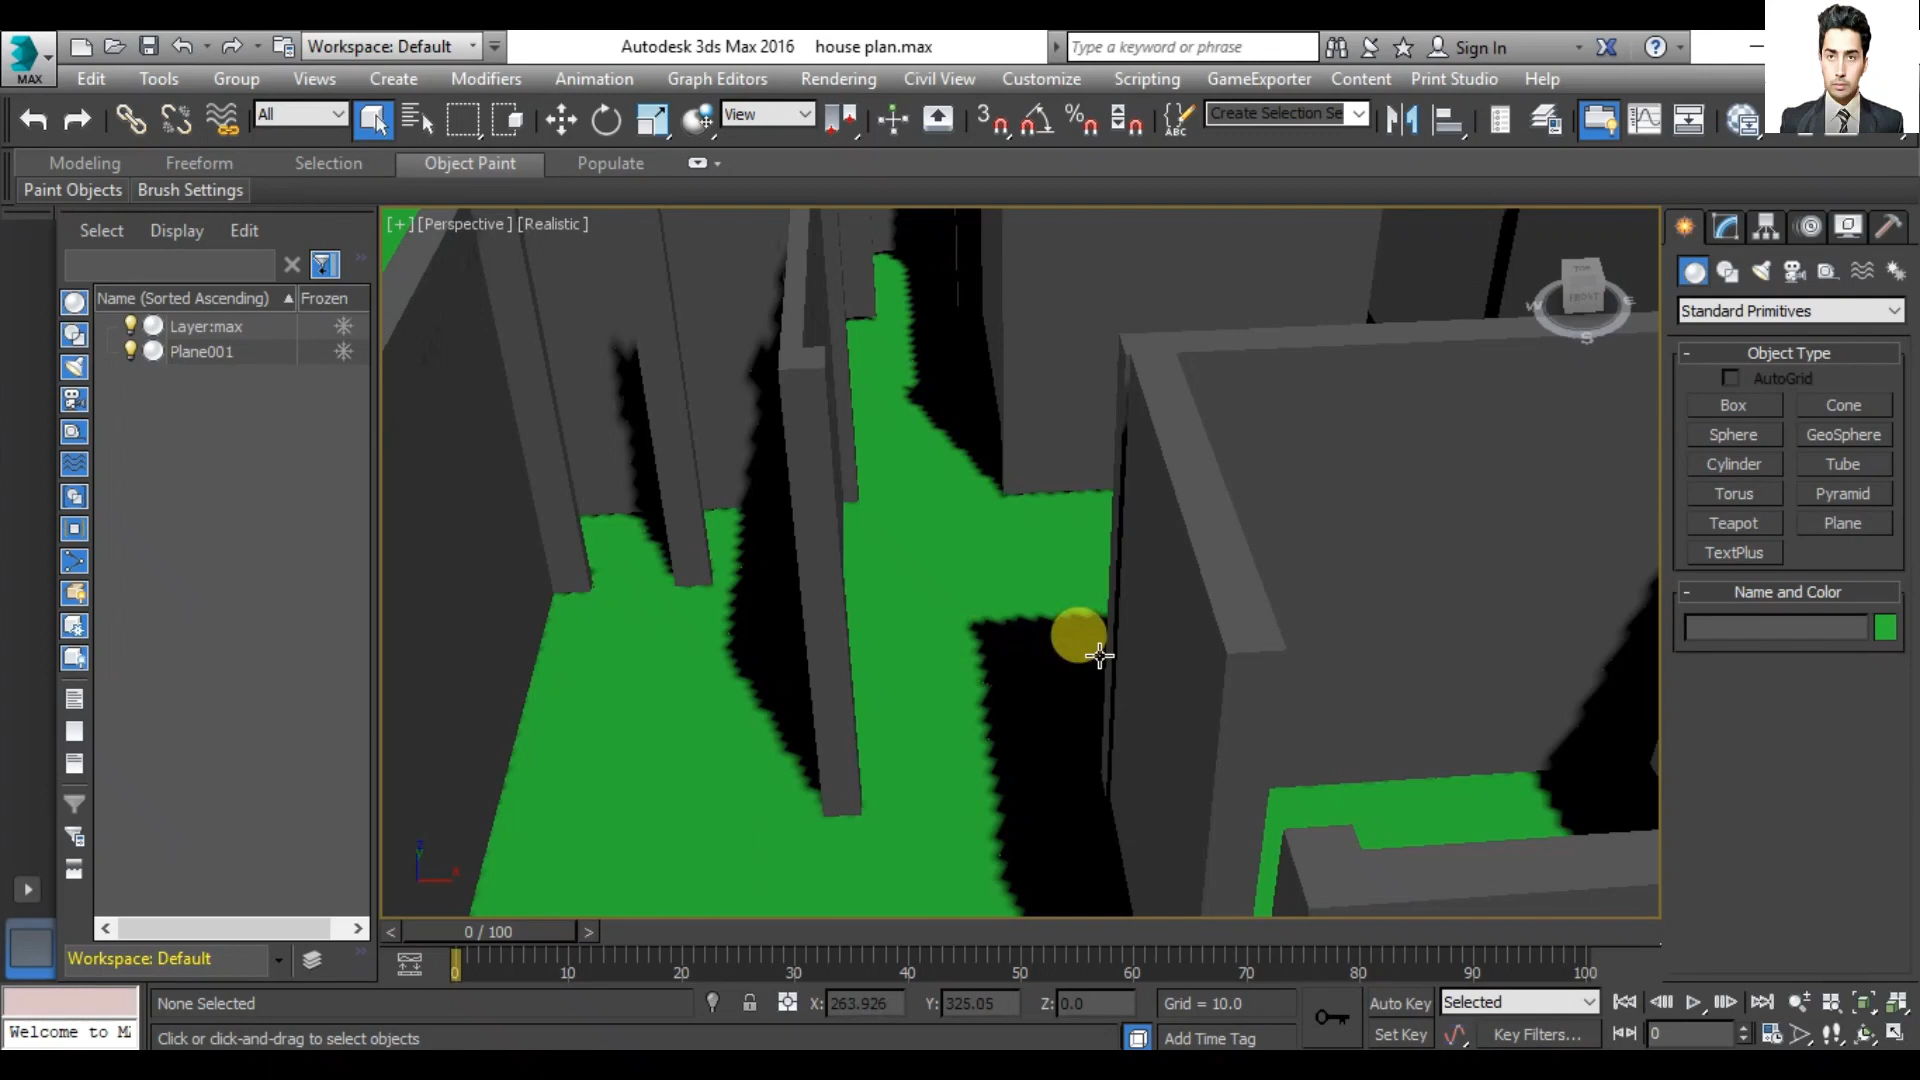 Workspace: Default
Autodesk 3ds Max 2016 house plan.max
Type a keyword or phrase
Sign In
MAX
Edit Tools Group Views Create Modifiers Animation Graph Editors Rendering Civil View Customize Scripting GameExporter Content Print Studio Help
All
View
3
ABC
Create Selection Se
Modeling Freeform Selection Object Paint Populate
Paint Objects Brush Settings
Select Display Edit
Name (Sorted Ascending) Frozen
Layer:max
Plane001
[+] [Perspective] [Realistic]
TOP
FRONT
W
E
S
Standard Primitives
Object Type
AutoGrid
Box Cone
Sphere GeoSphere
Cylinder Tube
Torus Pyramid
Teapot Plane
TextPlus
Name and Color
Workspace: Default
< 0 / 100 >
0 10 20 30 40 50 60 70 80 90 100
None Selected
X: 263.926 Y: 325.05 Z: 0.0 Grid = 10.0
Auto Key Selected
Welcome to M
Click or click-and-drag to select objects
Add Time Tag
Set Key Key Filters... 0